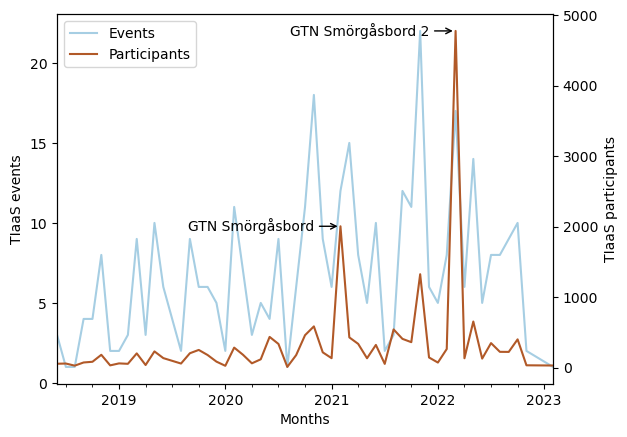 GTN Smörgåsbord 2
Events
Participants
GTN Smörgåsbord
TIaaS events
TIaaS participants
0
5
10
15
20
0
1000
2000
3000
4000
5000
2019
2020
2021
2022
2023
Months